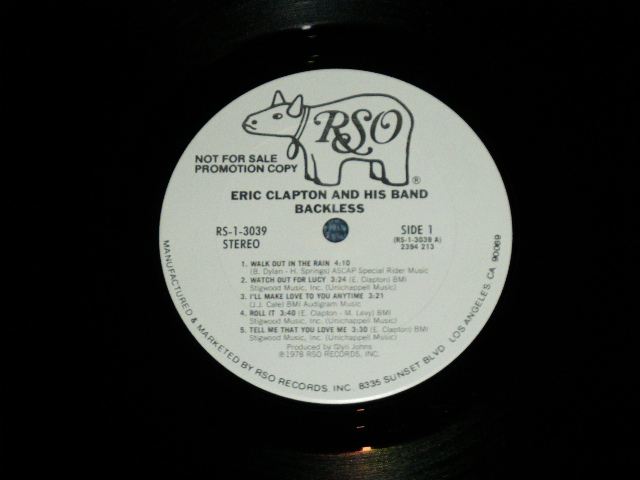 RSO
®
NOT FOR SALE
PROMOTION COPY
ERIC CLAPTON AND HIS BAND
BACKLESS
RS-1-3039
STEREO
SIDE 1
(RS-1-3039 A)
2394 213
1. WALK OUT IN THE RAIN 4:10
(B. Dylan - H. Springs) ASCAP Special Rider Music
2. WATCH OUT FOR LUCY 3:24 (E. Clapton) BMI
Stigwood Music, Inc. (Unichappell Music)
3. I'LL MAKE LOVE TO YOU ANYTIME 3:21
(J.J. Cale) BMI Audigram Music
4. ROLL IT 3:40 (E. Clapton - M. Levy) BMI
Stigwood Music, Inc. (Unichappell Music)
5. TELL ME THAT YOU LOVE ME 3:30 (E. Clapton) BMI
Stigwood Music, Inc. (Unichappell Music)
Produced by Glyn Johns
℗1978 RSO RECORDS, INC.
MANUFACTURED & MARKETED BY RSO RECORDS, INC. 8335 SUNSET BLVD. LOS ANGELES CA 90069